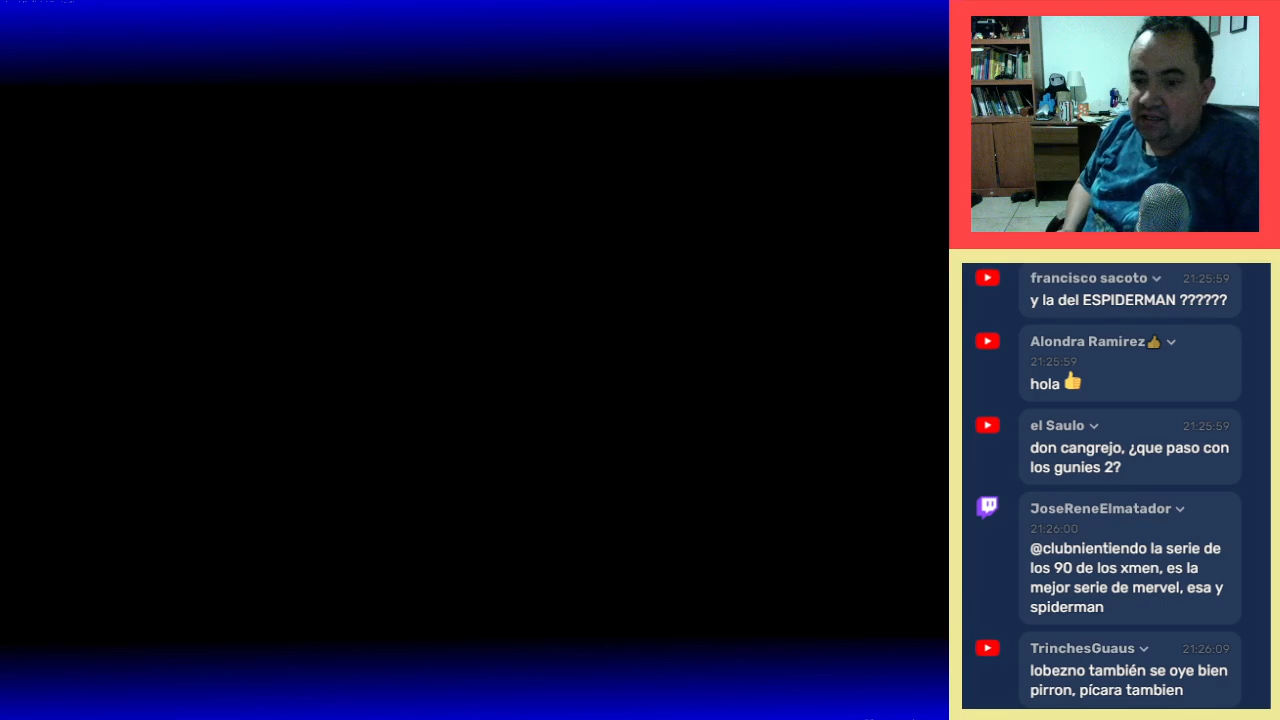 francisco sacoto 21:25:59
y la del ESPIDERMAN ??????
Alondra Ramirez👍
21:25:59
hola 👍
el Saulo 21:25:59
don cangrejo, ¿que paso con
los gunies 2?
JoseReneElmatador
21:26:00
@clubnientiendo la serie de
los 90 de los xmen, es la
mejor serie de mervel, esa y
spiderman
TrinchesGuaus 21:26:09
lobezno también se oye bien
pirron, pícara tambien